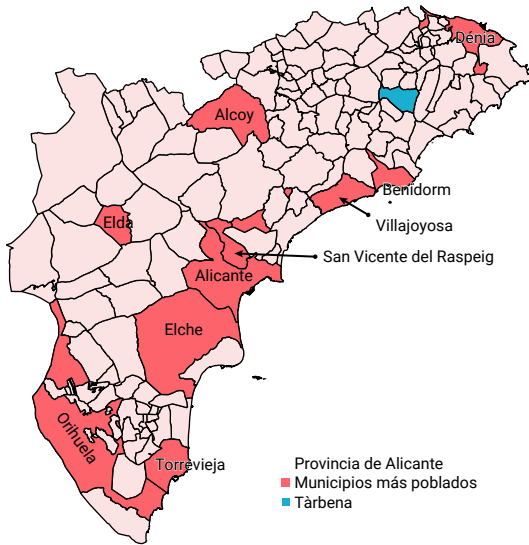 Dénia
Alcoy
Benidorm
Elda
Villajoyosa
San Vicente del Raspeig
Alicante
Elche
Orihuela
Torrevieja
Provincia de Alicante
Municipios más poblados
Tàrbena